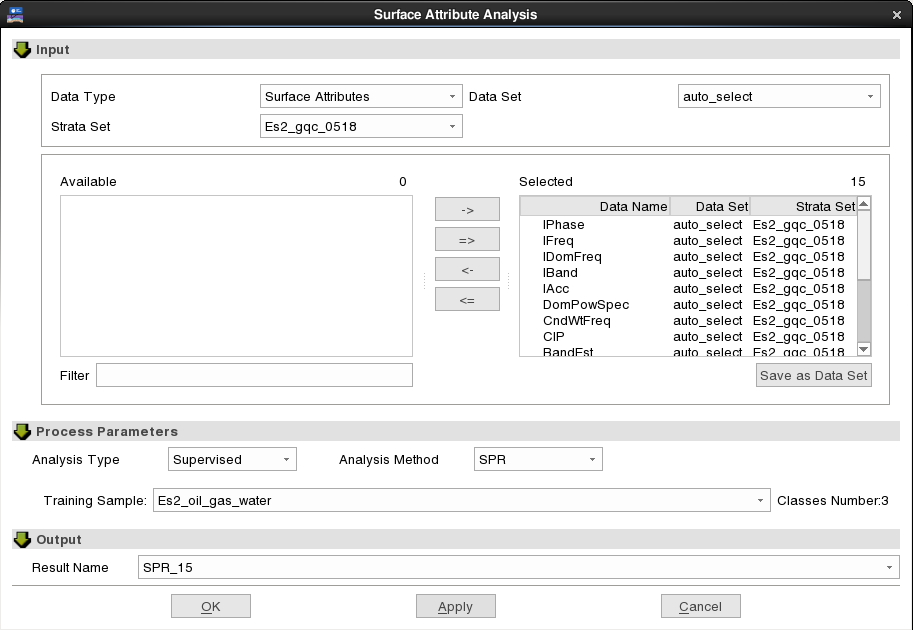 Surface Attribute Analysis
Input
Data Type Surface Attributes Data Set auto_select
Strata Set Es2_gqc_0518
Available 0 Selected 15
Data Name Data Set Strata Set
IPhase auto_select Es2_gqc_0518
IFreq auto_select Es2_gqc_0518
IDomFreq auto_select Es2_gqc_0518
IBand auto_select Es2_gqc_0518
IAcc auto_select Es2_gqc_0518
DomPowSpec auto_select Es2_gqc_0518
CndWtFreq auto_select Es2_gqc_0518
CIP auto_select Es2_gqc_0518
BandEst auto_select Es2_gqc_0518
->
=>
<-
<=
Filter
Save as Data Set
Process Parameters
Analysis Type Supervised Analysis Method SPR
Training Sample: Es2_oil_gas_water Classes Number:3
Output
Result Name SPR_15
OK Apply Cancel